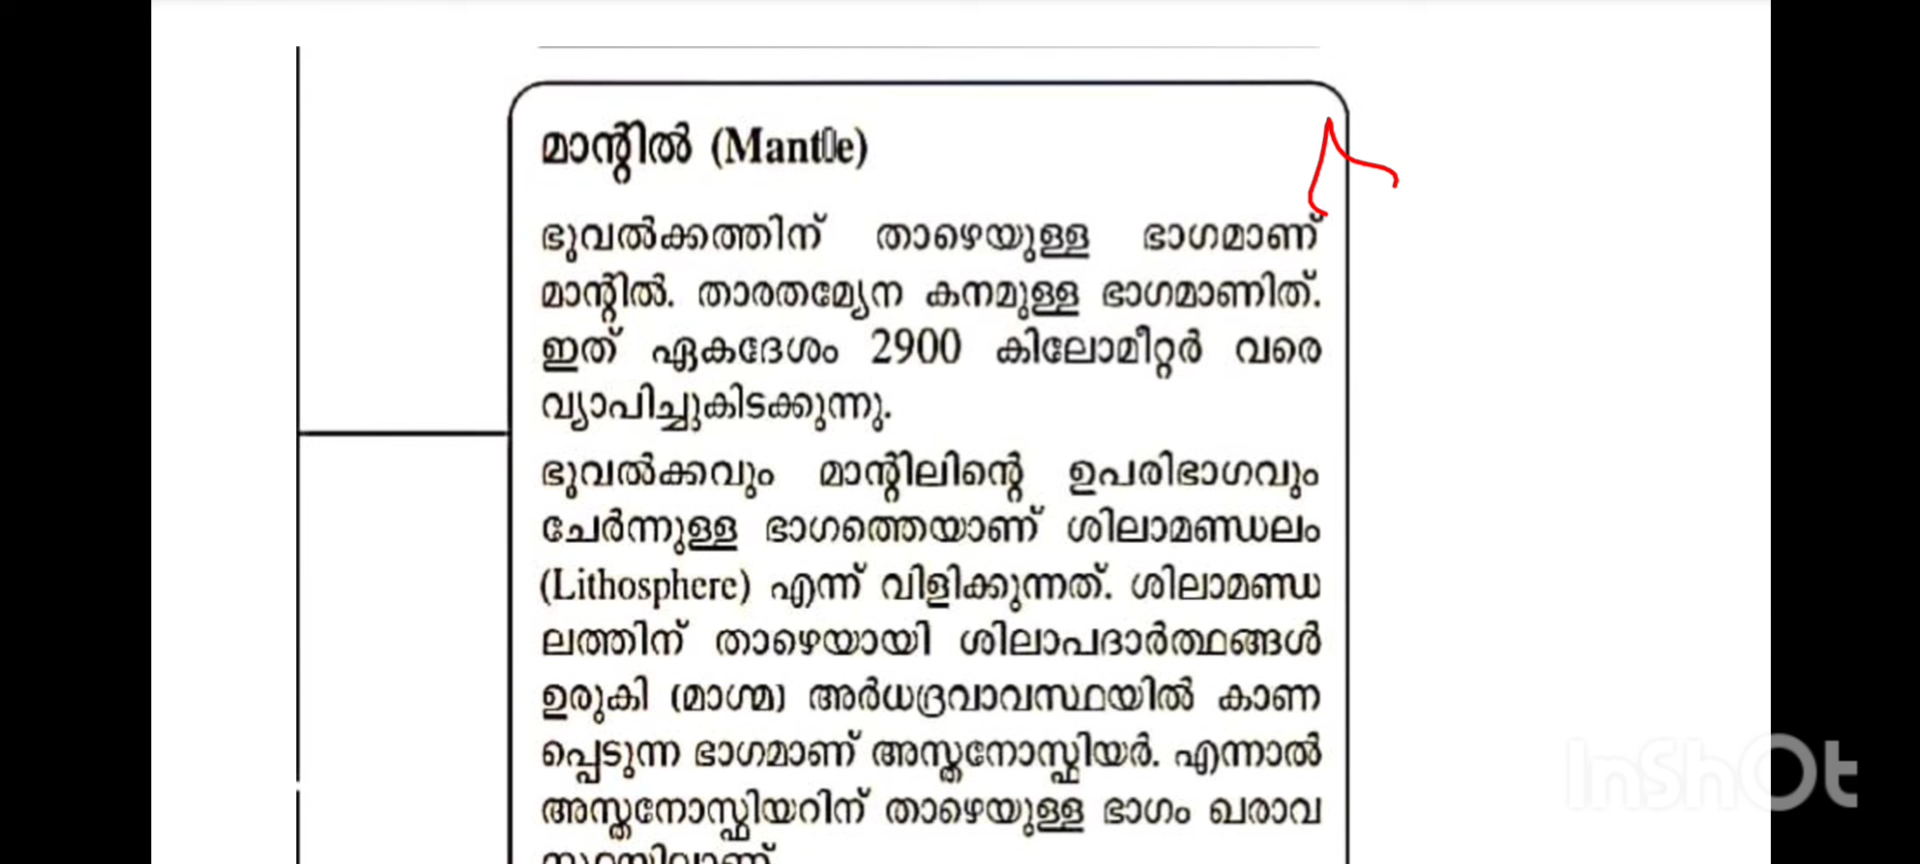 മാന്റിൽ (Mantle)
ഭൂവൽക്കത്തിന് താഴെയുള്ള ഭാഗമാണ്
മാന്റിൽ. താരതമ്യേന കനമുള്ള ഭാഗമാണിത്.
ഇത് ഏകദേശം 2900 കിലോമീറ്റർ വരെ
വ്യാപിച്ചുകിടക്കുന്നു.
ഭൂവൽക്കവും മാന്റിലിന്റെ ഉപരിഭാഗവും
ചേർന്നുള്ള ഭാഗത്തെയാണ് ശിലാമണ്ഡലം
(Lithosphere) എന്ന് വിളിക്കുന്നത്. ശിലാമണ്ഡ
ലത്തിന് താഴെയായി ശിലാപദാർത്ഥങ്ങൾ
ഉരുകി (മാഗ്മ) അർധദ്രവാവസ്ഥയിൽ കാണ
പ്പെടുന്ന ഭാഗമാണ് അസ്തനോസ്ഫിയർ. എന്നാൽ
അസ്തനോസ്ഫിയറിന് താഴെയുള്ള ഭാഗം ഖരാവ
സ്ഥയിലാണ്
InShOt